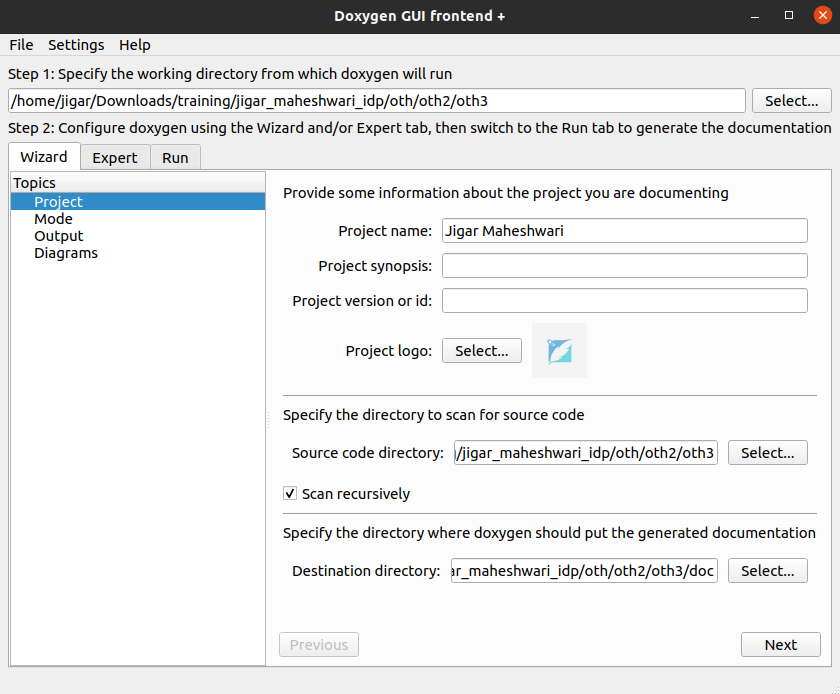 Doxygen GUI frontend +
File Settings Help
Step 1: Specify the working directory from which doxygen will run
/home/jigar/Downloads/training/jigar_maheshwari_idp/oth/oth2/oth3 Select...
Step 2: Configure doxygen using the Wizard and/or Expert tab, then switch to the Run tab to generate the documentation
Wizard Expert Run
Topics
Project
Mode
Output
Diagrams
Provide some information about the project you are documenting
Project name: Jigar Maheshwari
Project synopsis:
Project version or id:
Project logo: Select...
Specify the directory to scan for source code
Source code directory: /jigar_maheshwari_idp/oth/oth2/oth3 Select...
Scan recursively
Specify the directory where doxygen should put the generated documentation
Destination directory: ar_maheshwari_idp/oth/oth2/oth3/doc Select...
Previous Next